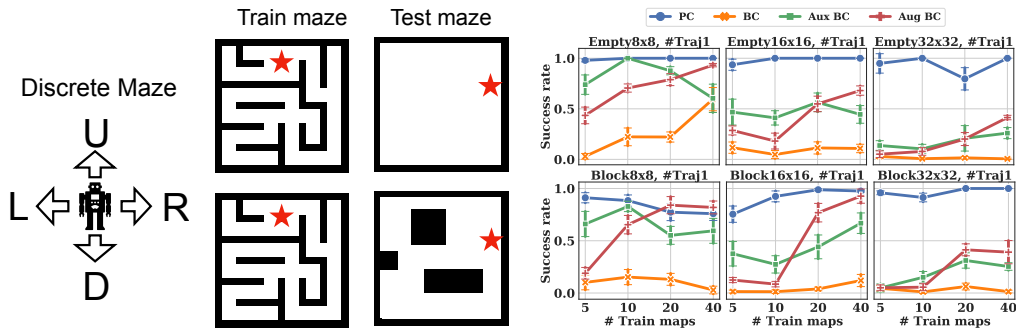 Train maze
Test maze
Discrete Maze
U
L
R
D
PC
BC
Aux BC
Aug BC
Empty8x8, #Traj1
Empty16x16, #Traj1
Empty32x32, #Traj1
Success rate
1.0
0.5
0.0
Block8x8, #Traj1
Block16x16, #Traj1
Block32x32, #Traj1
Success rate
1.0
0.5
0.0
5 10 20 40
5 10 20 40
5 10 20 40
# Train maps
# Train maps
# Train maps